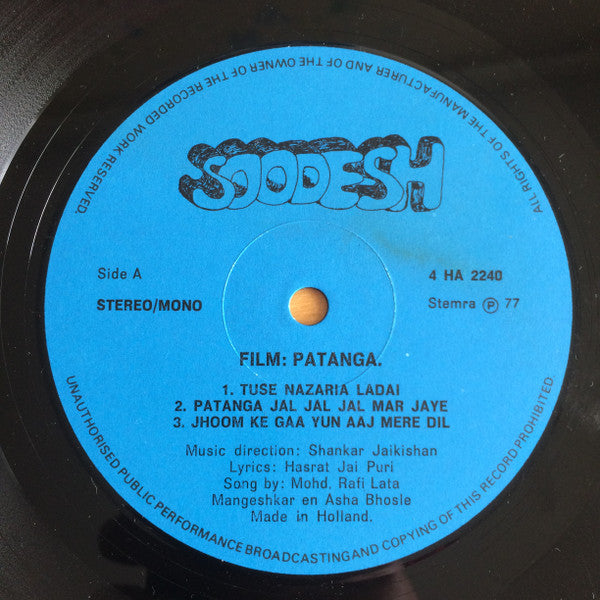 ALL RIGHTS OF THE MANUFACTURER AND OF THE OWNER OF THE RECORDED WORK RESERVED.
SOODESH
Side A
4 HA 2240
STEREO/MONO
Stemra Ⓟ 77
FILM: PATANGA.
1. TUSE NAZARIA LADAI
2. PATANGA JAL JAL JAL MAR JAYE
3. JHOOM KE GAA YUN AAJ MERE DIL
Music direction: Shankar Jaikishan
Lyrics: Hasrat Jai Puri
Song by: Mohd. Rafi Lata
Mangeshkar en Asha Bhosle
Made in Holland.
UNAUTHORISED PUBLIC PERFORMANCE BROADCASTING AND COPYING OF THIS RECORD PROHIBITED.